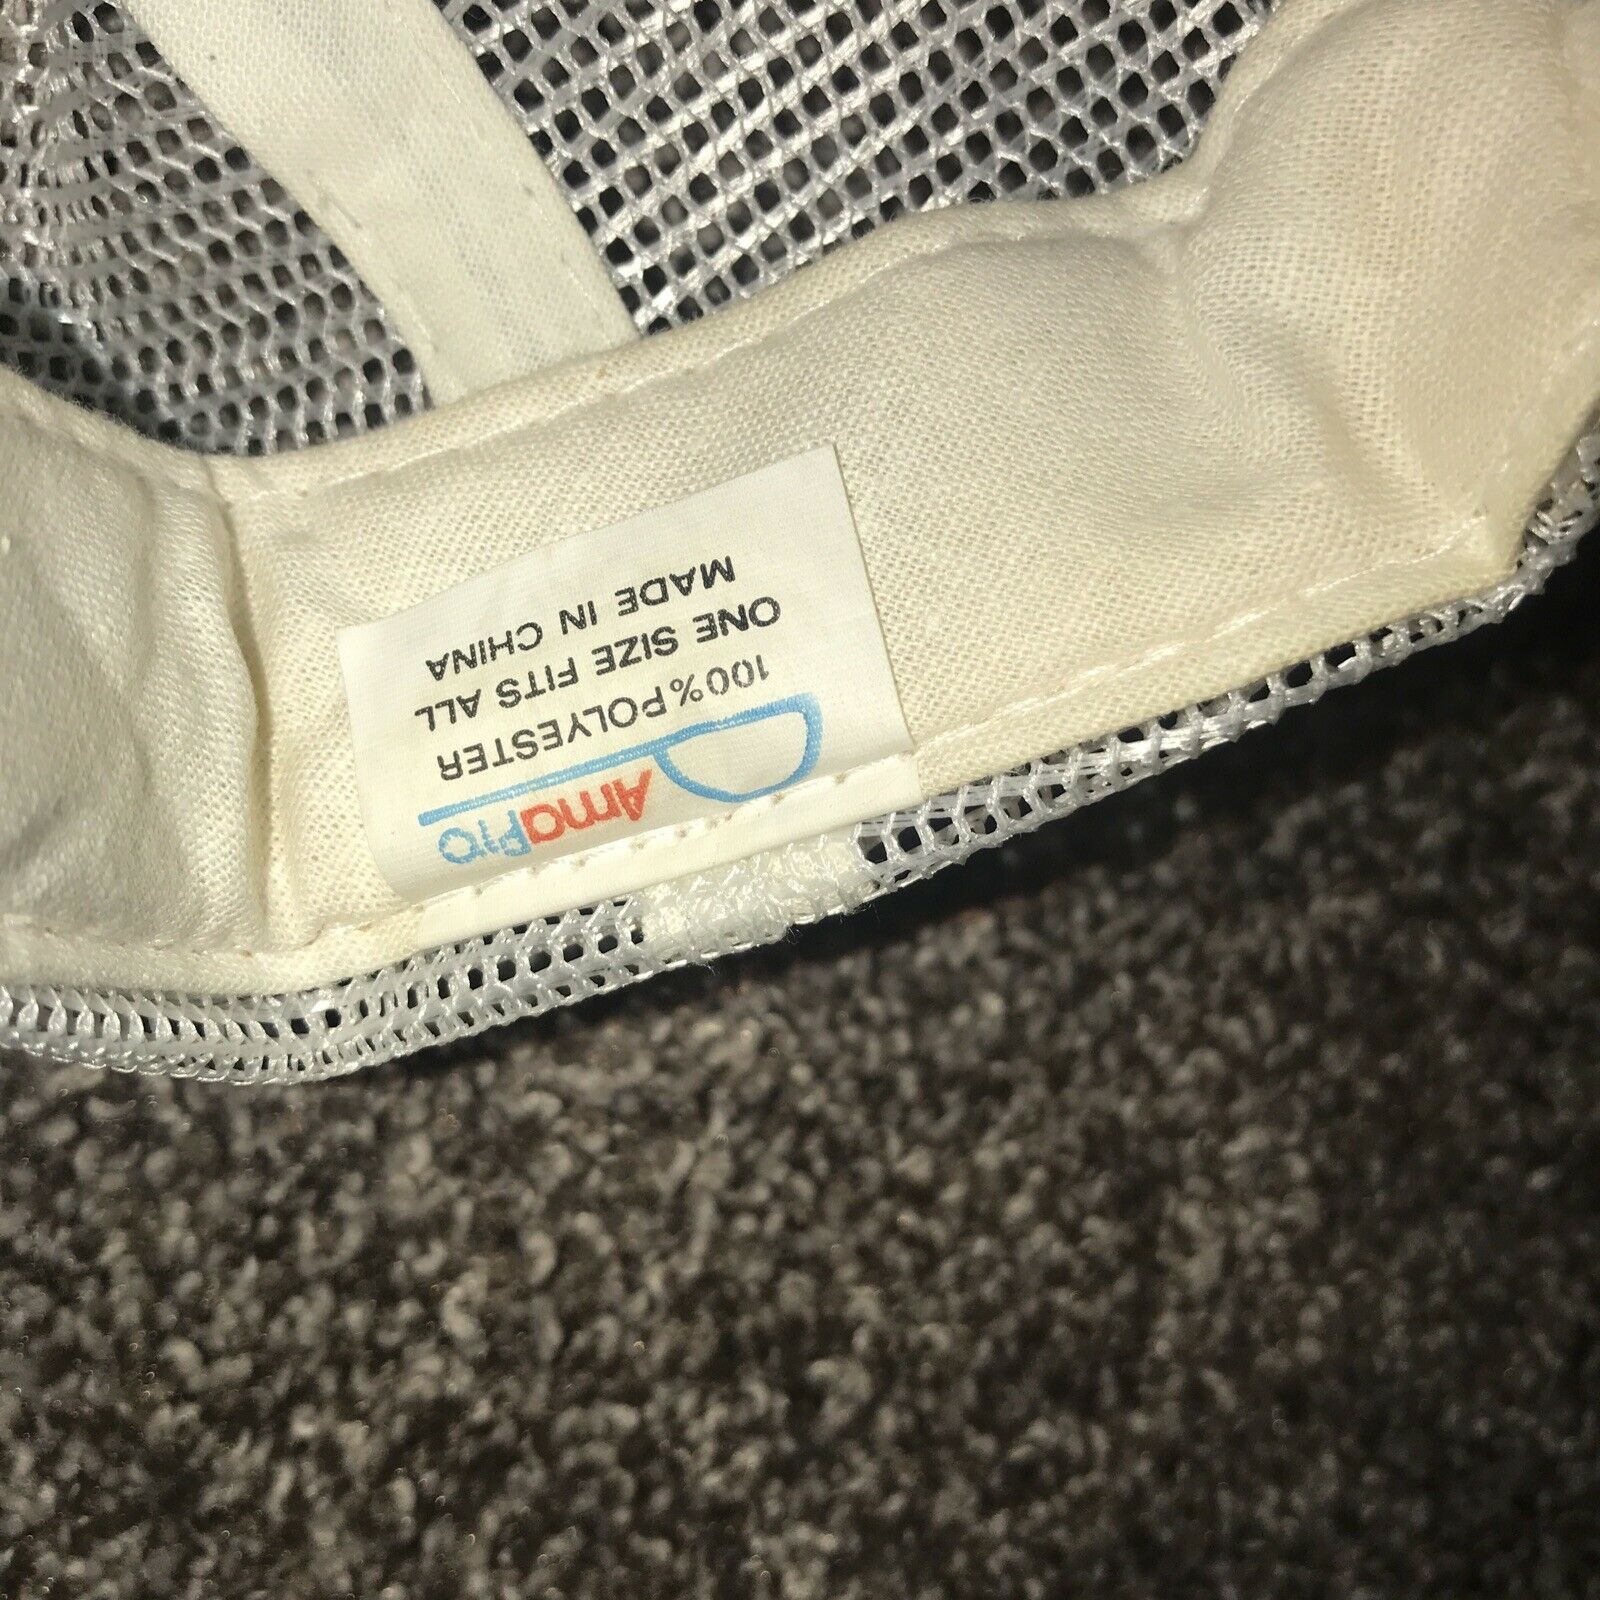 AmaPro
100% POLYESTER
ONE SIZE FITS ALL
MADE IN CHINA